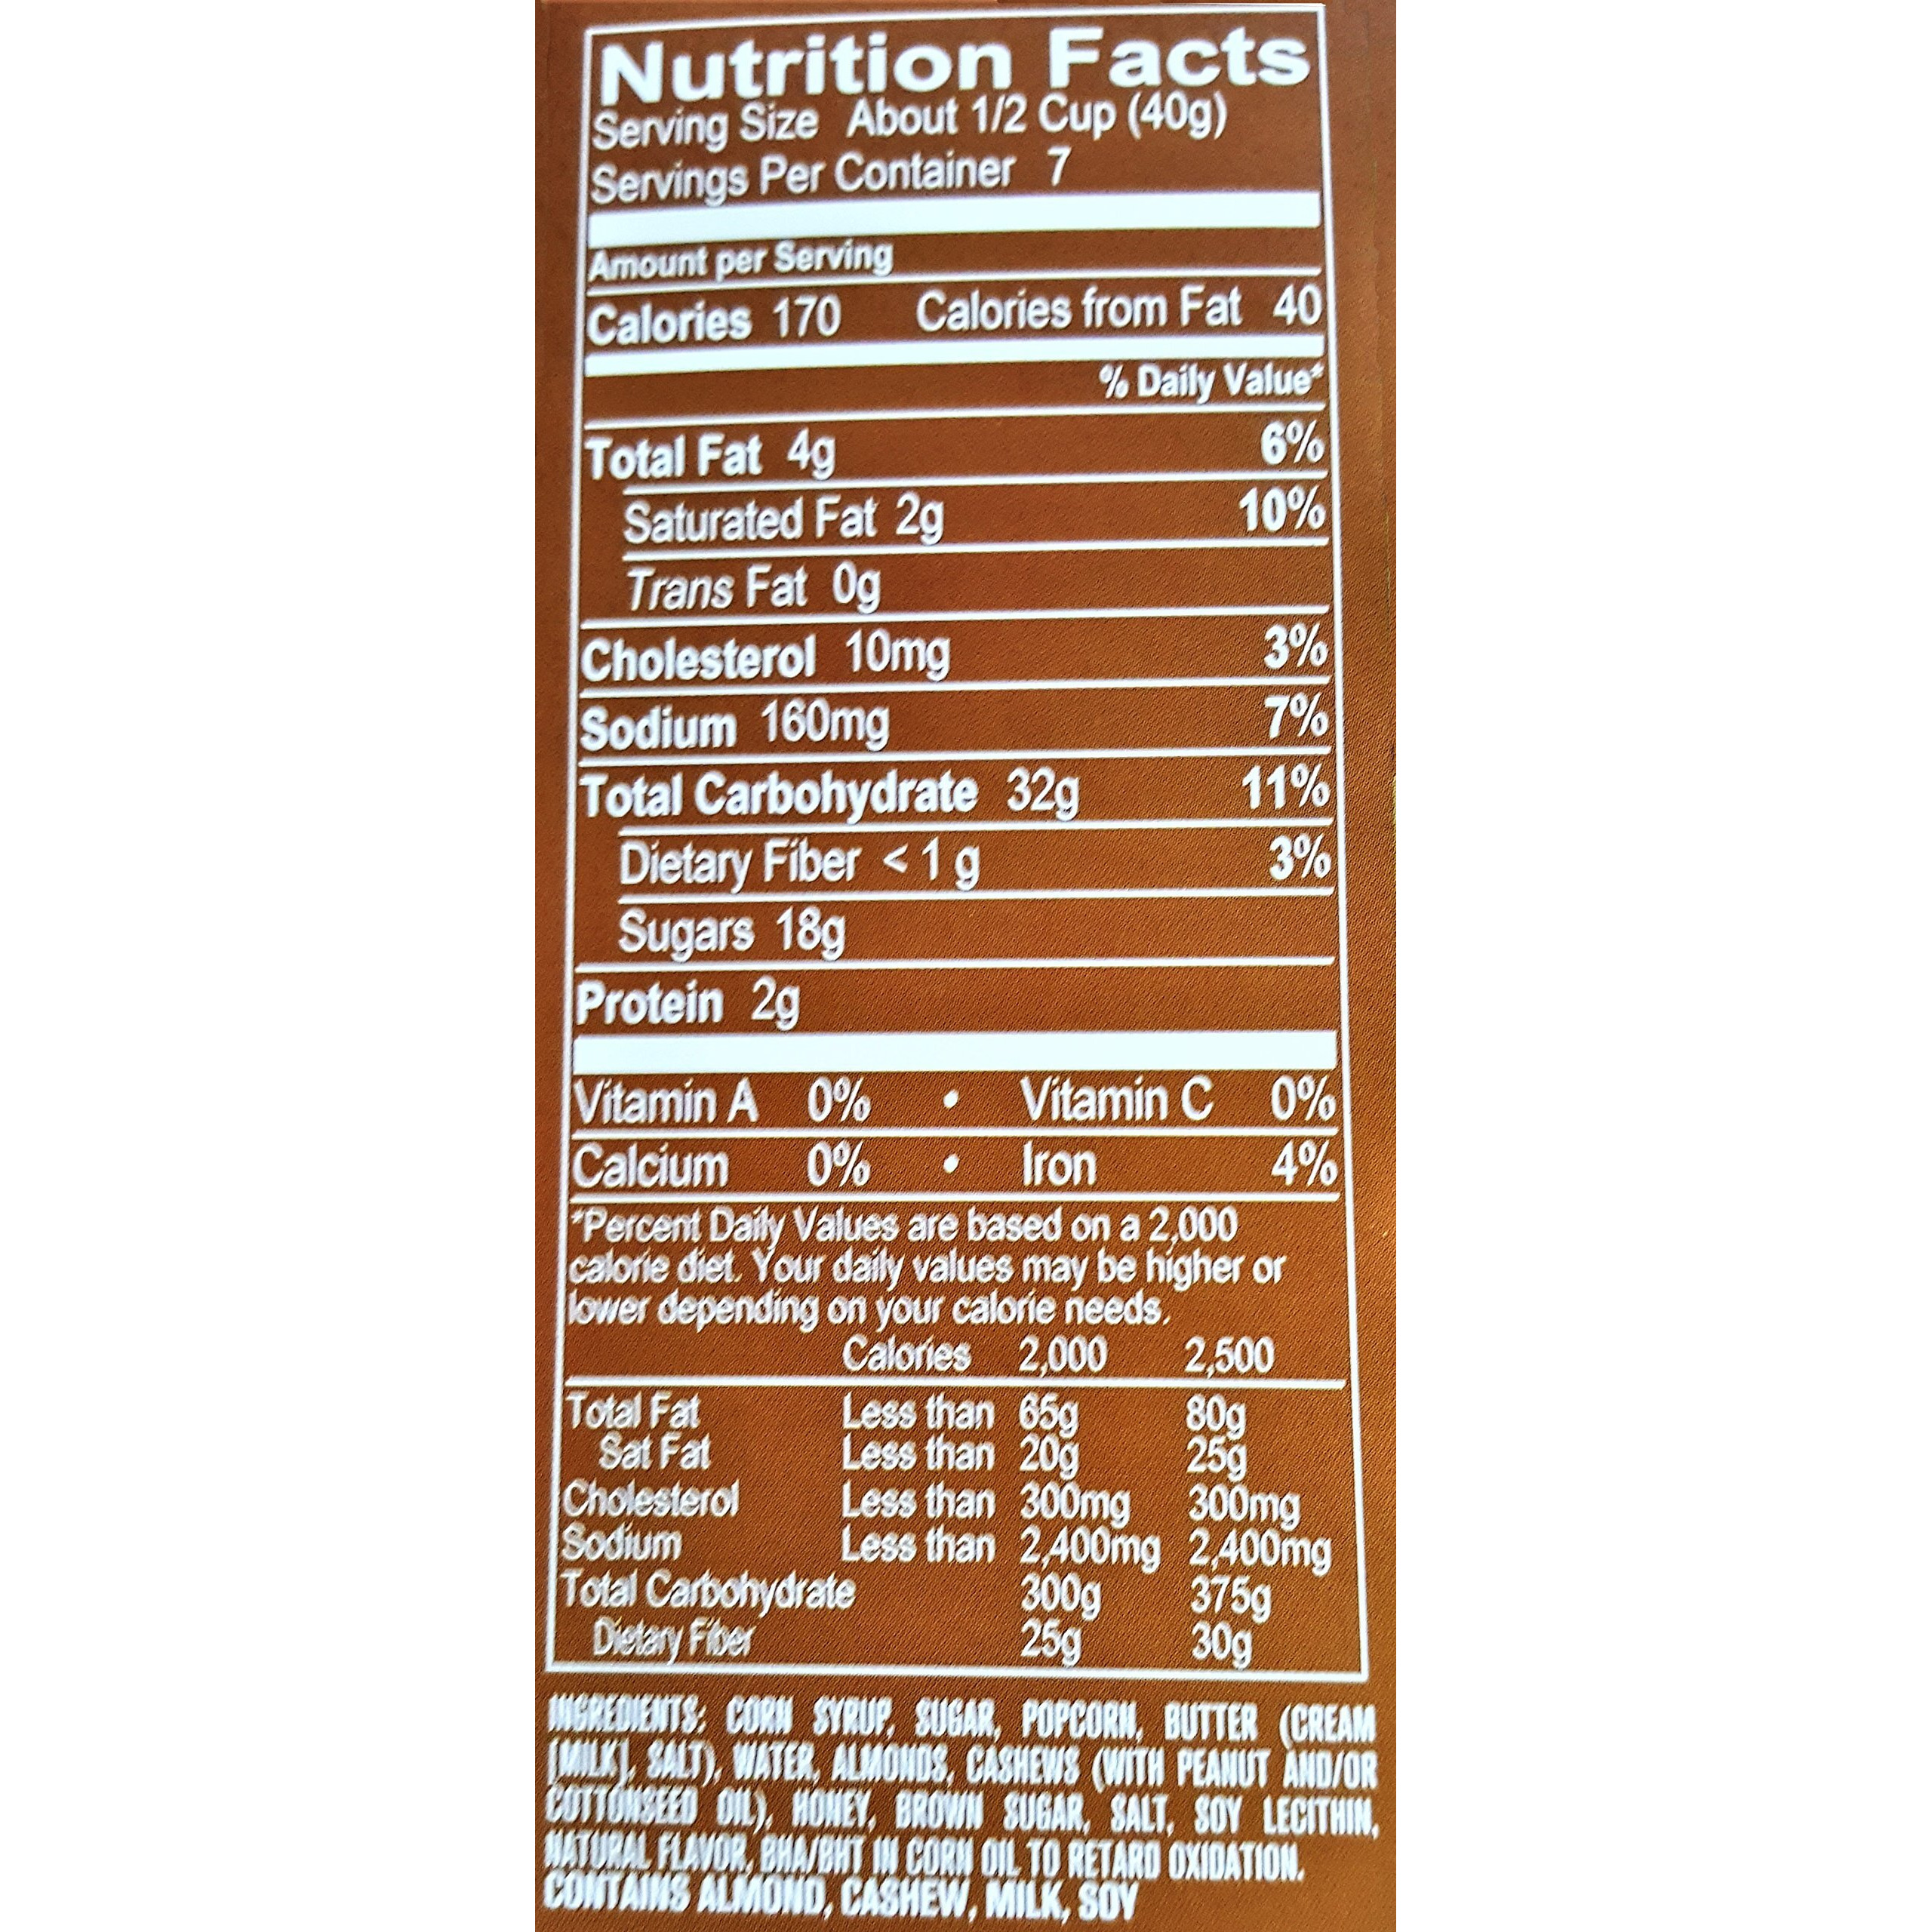 Nutrition Facts
Serving Size About 1/2 Cup (40g)
Servings Per Container 7
Amount per Serving
Calories 170 Calories from Fat 40
% Daily Value*
Total Fat 4g 6%
Saturated Fat 2g 10%
Trans Fat 0g
Cholesterol 10mg 3%
Sodium 160mg 7%
Total Carbohydrate 32g 11%
Dietary Fiber < 1 g 3%
Sugars 18g
Protein 2g
Vitamin A 0% • Vitamin C 0%
Calcium 0% • Iron 4%
*Percent Daily Values are based on a 2,000
calorie diet. Your daily values may be higher or
lower depending on your calorie needs.
Calories 2,000 2,500
Total Fat Less than 65g 80g
Sat Fat Less than 20g 25g
Cholesterol Less than 300mg 300mg
Sodium Less than 2,400mg 2,400mg
Total Carbohydrate 300g 375g
Dietary Fiber 25g 30g
INGREDIENTS: CORN SYRUP, SUGAR, POPCORN, BUTTER (CREAM
[MILK], SALT), WATER, ALMONDS, CASHEWS (WITH PEANUT AND/OR
COTTONSEED OIL), HONEY, BROWN SUGAR, SALT, SOY LECITHIN,
NATURAL FLAVOR, BHA/BHT IN CORN OIL TO RETARD OXIDATION.
CONTAINS ALMOND, CASHEW, MILK, SOY